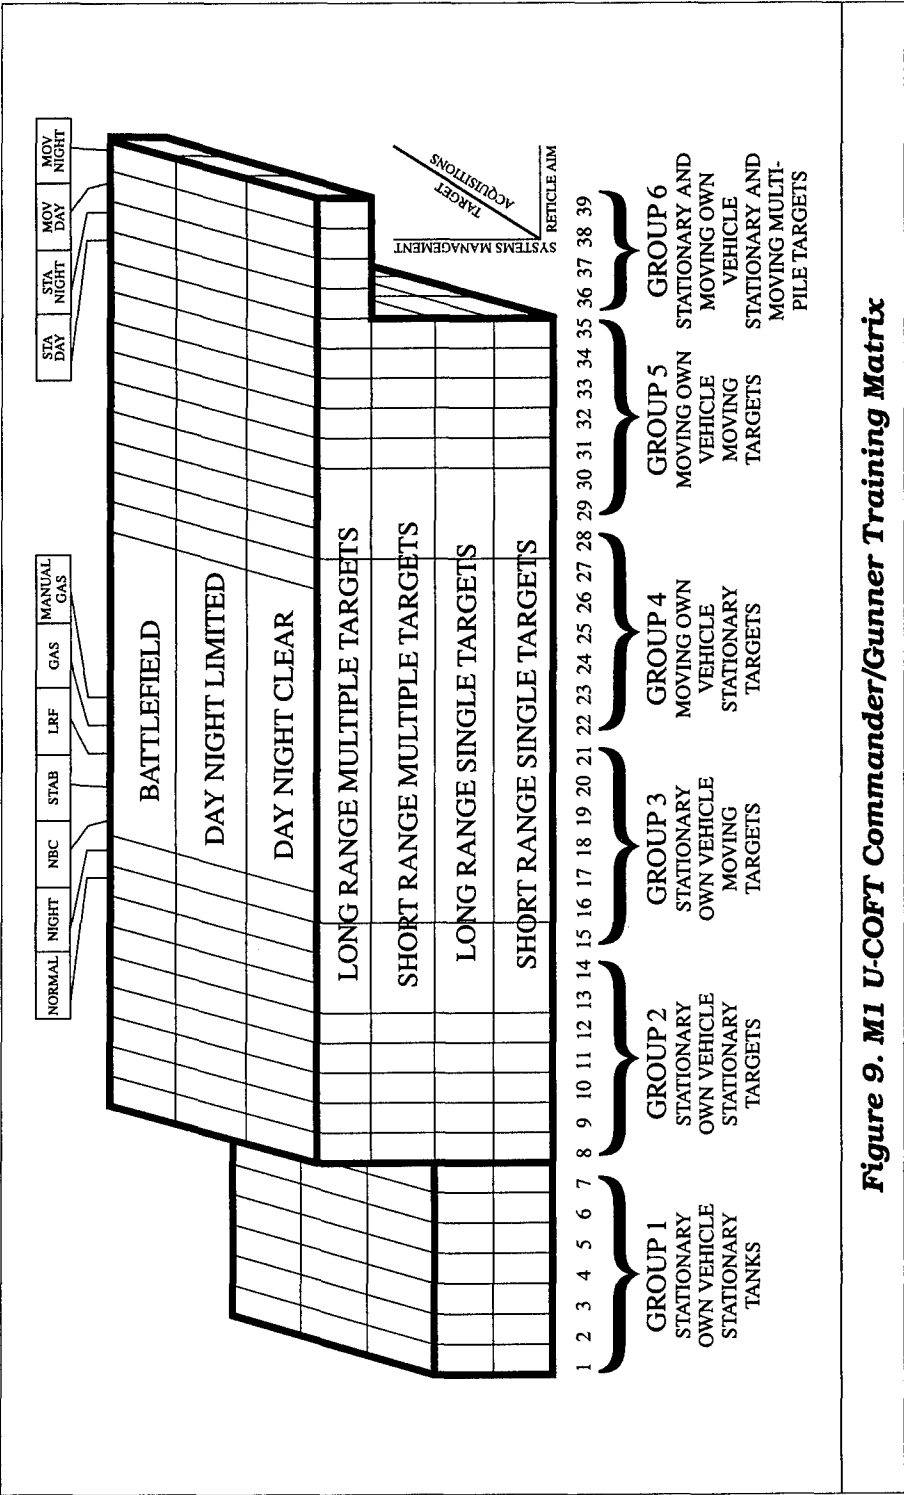 NORMAL
NIGHT
NBC
STAB
LRF
GAS
MANUAL
GAS
STA
DAY
STA
NIGHT
MOV
DAY
MOV
NIGHT
BATTLEFIELD
DAY NIGHT LIMITED
DAY NIGHT CLEAR
LONG RANGE MULTIPLE TARGETS
SHORT RANGE MULTIPLE TARGETS
LONG RANGE SINGLE TARGETS
SHORT RANGE SINGLE TARGETS
SYSTEMS MANAGEMENT
TARGET
ACQUISITIONS
RETICLE AIM
1 2 3 4 5 6 7 8 9 10 11 12 13 14 15 16 17 18 19 20 21 22 23 24 25 26 27 28 29 30 31 32 33 34 35 36 37 38 39
GROUP 1
STATIONARY
OWN VEHICLE
STATIONARY
TANKS
GROUP 2
STATIONARY
OWN VEHICLE
STATIONARY
TARGETS
GROUP 3
STATIONARY
OWN VEHICLE
MOVING
TARGETS
GROUP 4
MOVING OWN
VEHICLE
STATIONARY
TARGETS
GROUP 5
MOVING OWN
VEHICLE
MOVING
TARGETS
GROUP 6
STATIONARY AND
MOVING OWN
VEHICLE
STATIONARY AND
MOVING MULTI-
PILE TARGETS
Figure 9. M1 U-COFT Commander/Gunner Training Matrix